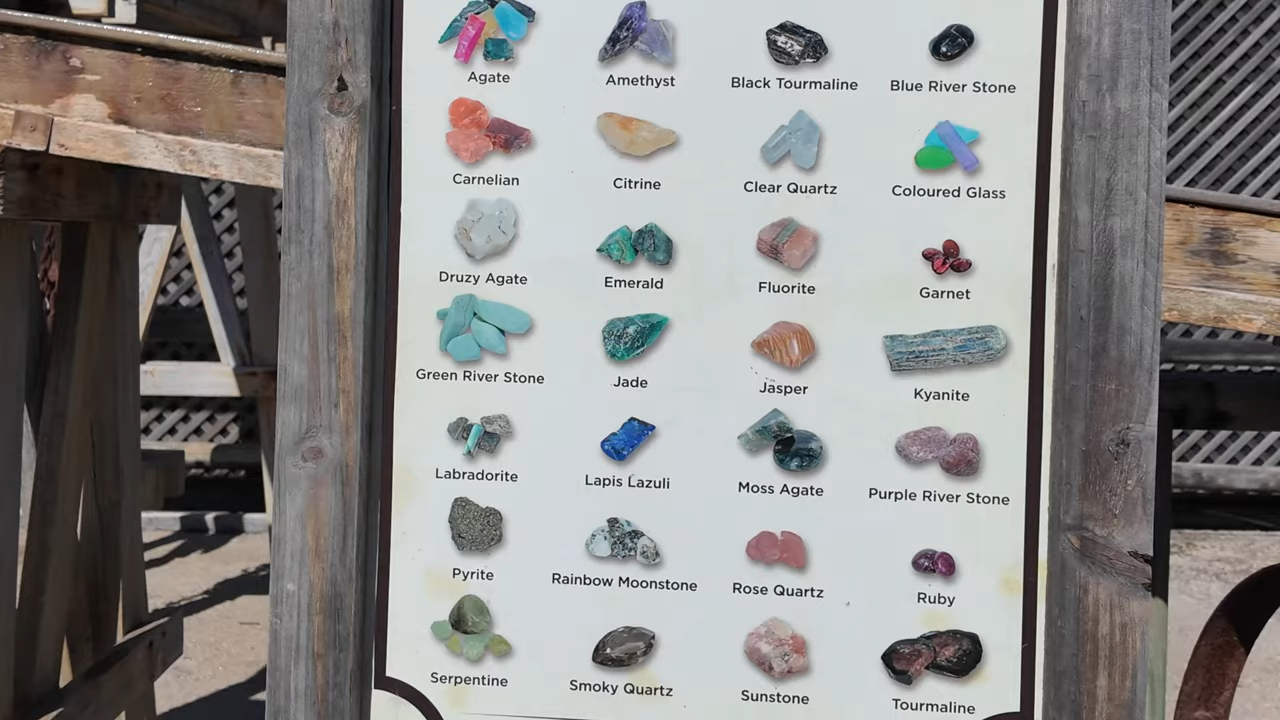 Agate
Amethyst
Black Tourmaline
Blue River Stone
Carnelian
Citrine
Clear Quartz
Coloured Glass
Druzy Agate
Emerald
Fluorite
Garnet
Green River Stone
Jade
Jasper
Kyanite
Labradorite
Lapis Lazuli
Moss Agate
Purple River Stone
Pyrite
Rainbow Moonstone
Rose Quartz
Ruby
Serpentine
Smoky Quartz
Sunstone
Tourmaline